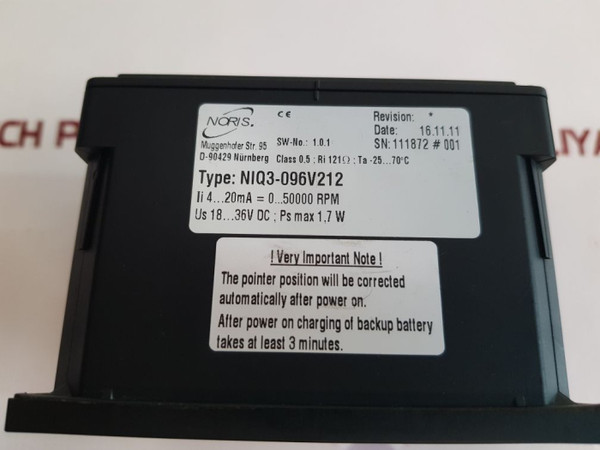 NORIS.
CE
Revision: *
Date: 16.11.11
SN: 111872 # 001
Muggenhofer Str. 95
D-90429 Nürnberg
SW-No.: 1.0.1
Class 0.5 ; Ri 121Ω ; Ta -25...70°C
Type: NIQ3-096V212
Ii 4...20mA = 0...50000 RPM
Us 18...36V DC ; Ps max 1,7 W
! Very Important Note !
The pointer position will be corrected
automatically after power on.
After power on charging of backup battery
takes at least 3 minutes.